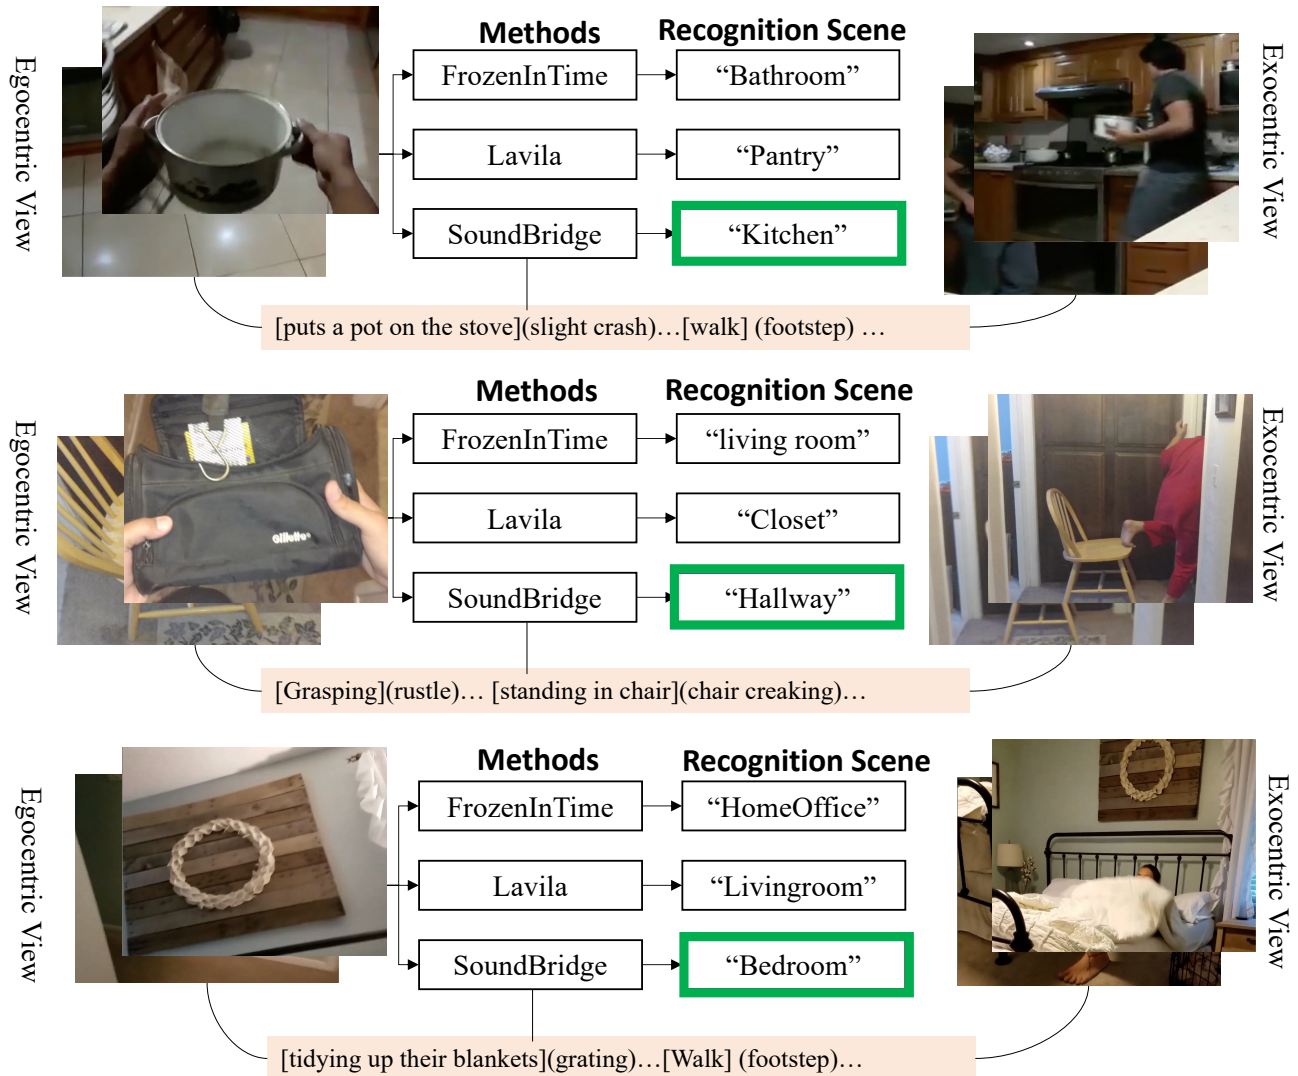 Methods
Recognition Scene
Egocentric View
FrozenInTime
“Bathroom”
Lavila
“Pantry”
SoundBridge
“Kitchen”
Exocentric View
[puts a pot on the stove](slight crash)…[walk] (footstep) …
Methods
Recognition Scene
Egocentric View
FrozenInTime
“living room”
Lavila
“Closet”
SoundBridge
“Hallway”
Exocentric View
Gillette
[Grasping](rustle)… [standing in chair](chair creaking)…
Methods
Recognition Scene
Egocentric View
FrozenInTime
“HomeOffice”
Lavila
“Livingroom”
SoundBridge
“Bedroom”
Exocentric View
[tidying up their blankets](grating)…[Walk] (footstep)…